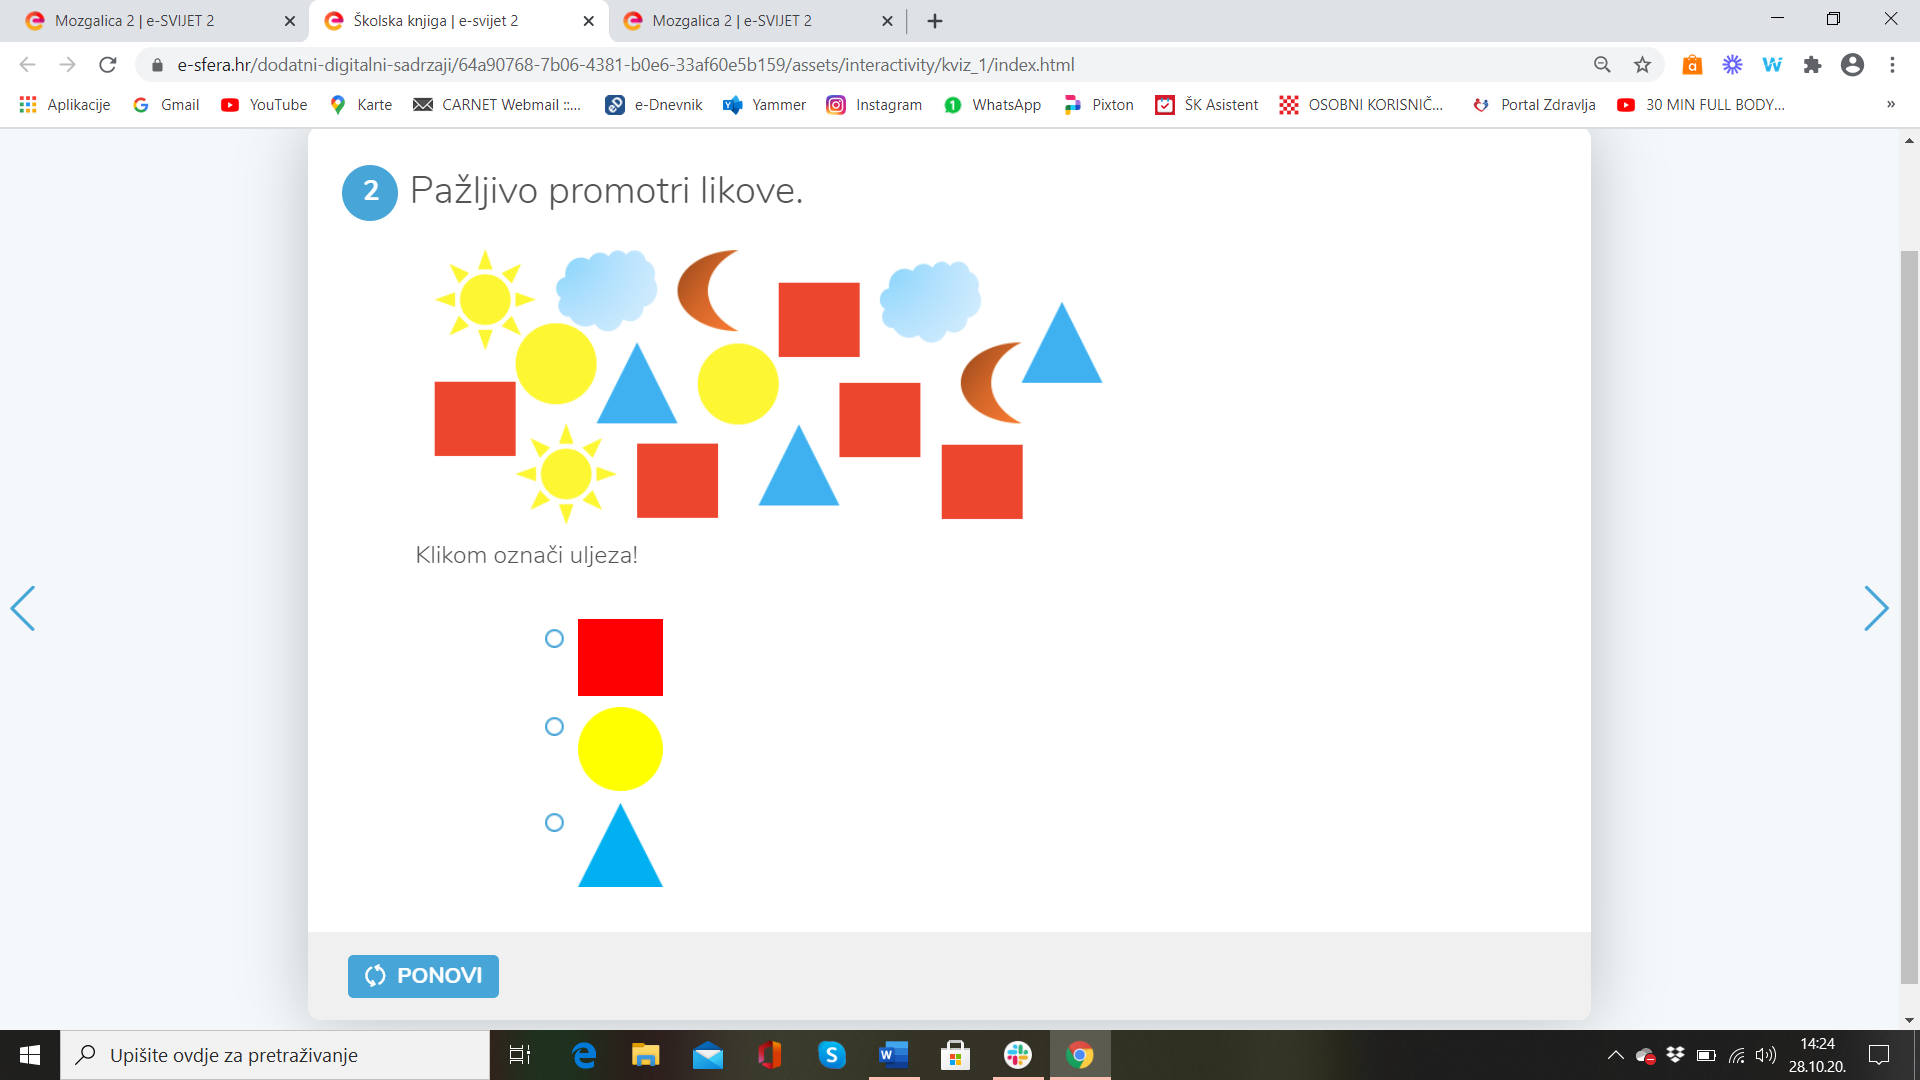 Mozgalica 2 | e-SVIJET 2
Školska knjiga | e-svijet 2
Mozgalica 2 | e-SVIJET 2
e-sfera.hr/dodatni-digitalni-sadrzaji/64a90768-7b06-4381-b0e6-33af60e5b159/assets/interactivity/kviz_1/index.html
Aplikacije Gmail YouTube Karte CARNET Webmail ::... e-Dnevnik Yammer Instagram WhatsApp Pixton ŠK Asistent OSOBNI KORISNIČ... Portal Zdravlja 30 MIN FULL BODY... »
2 Pažljivo promotri likove.
Klikom označi uljeza!
PONOVI
Upišite ovdje za pretraživanje
14:24
28.10.20.